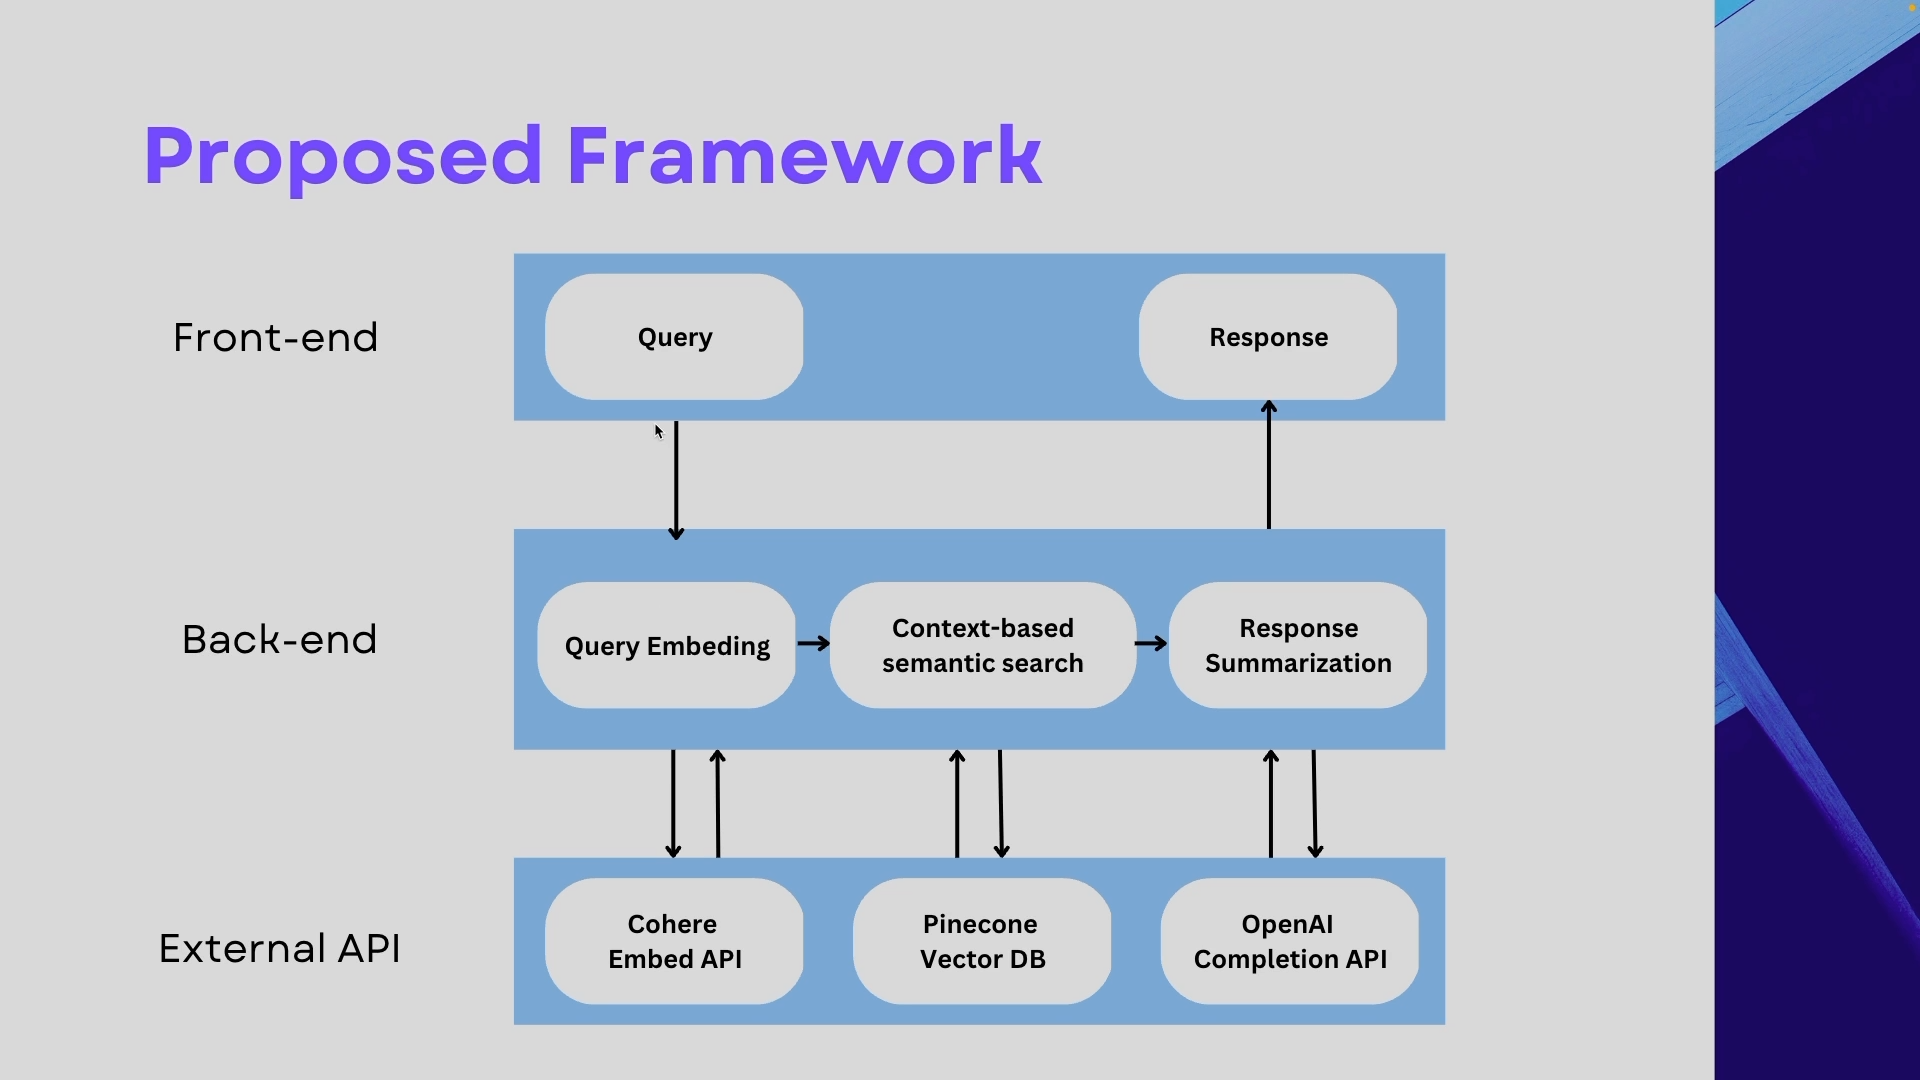 Proposed Framework
Front-end
Query
Response
Back-end
Query Embeding
Context-based
semantic search
Response
Summarization
External API
Cohere
Embed API
Pinecone
Vector DB
OpenAI
Completion API